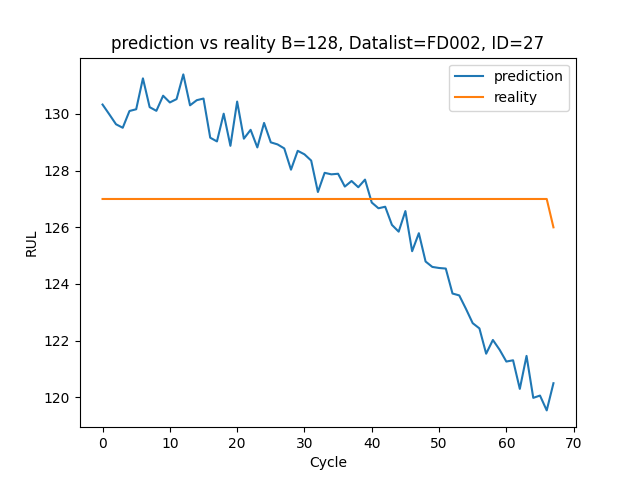 prediction vs reality B=128, Datalist=FD002, ID=27
prediction
reality
130
128
126
124
122
120
RUL
0 10 20 30 40 50 60 70
Cycle